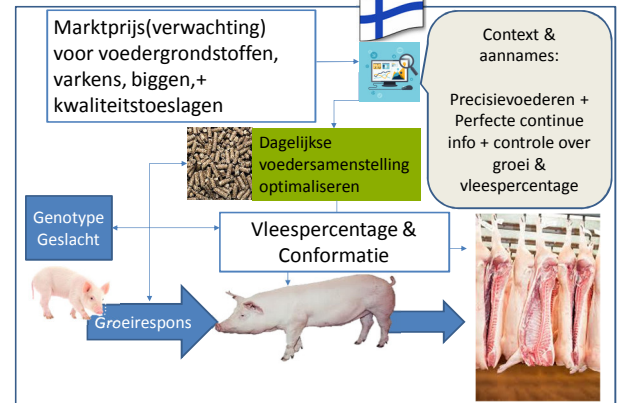 Marktprijs(verwachting)
voor voedergrondstoffen,
varkens, biggen,+
kwaliteitstoeslagen
Context &
aannames:
Precisievoederen +
Perfecte continue
info + controle over
groei &
vleespercentage
Dagelijkse
voedersamenstelling
optimaliseren
Genotype
Geslacht
Vleespercentage &
Conformatie
Groeirespons